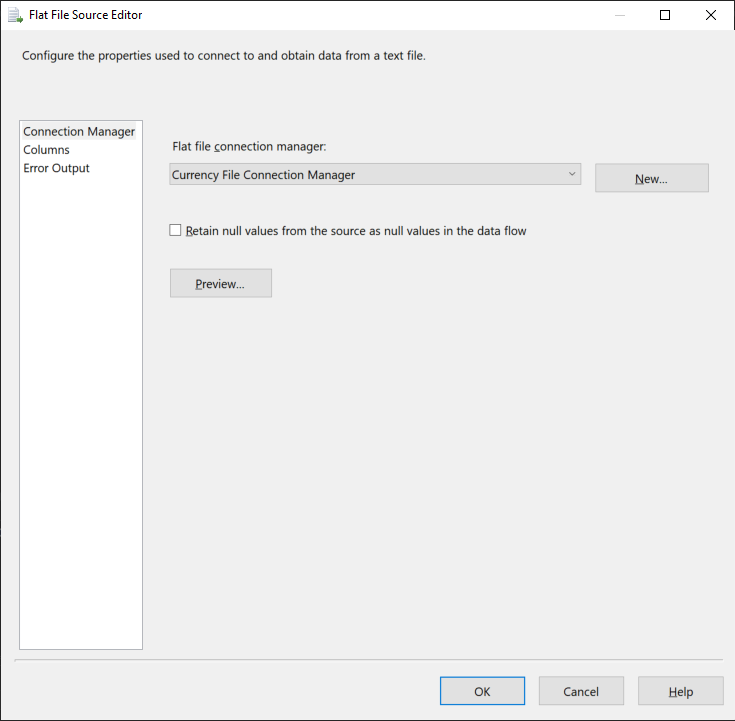 Flat File Source Editor
Configure the properties used to connect to and obtain data from a text file.
Connection Manager
Columns
Error Output
Flat file connection manager:
Currency File Connection Manager
New...
Retain null values from the source as null values in the data flow
Preview...
OK
Cancel
Help